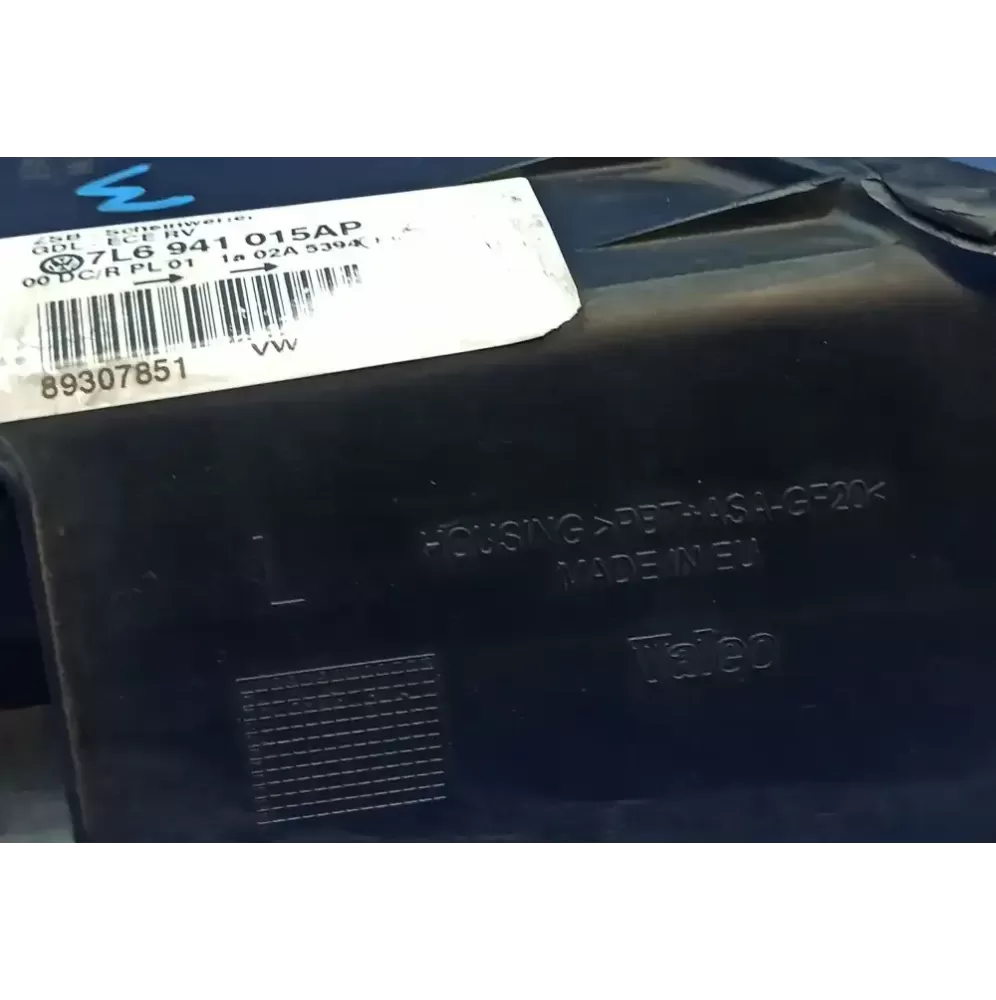 ZSB Scheinwerfer
GDL ECE RV
7L6 941 015AP
00 DC/R PL 01 1a 02A 5394
VW
89307851
L
HOUSING >PBT+ASA-GF20<
MADE IN EU
Valeo